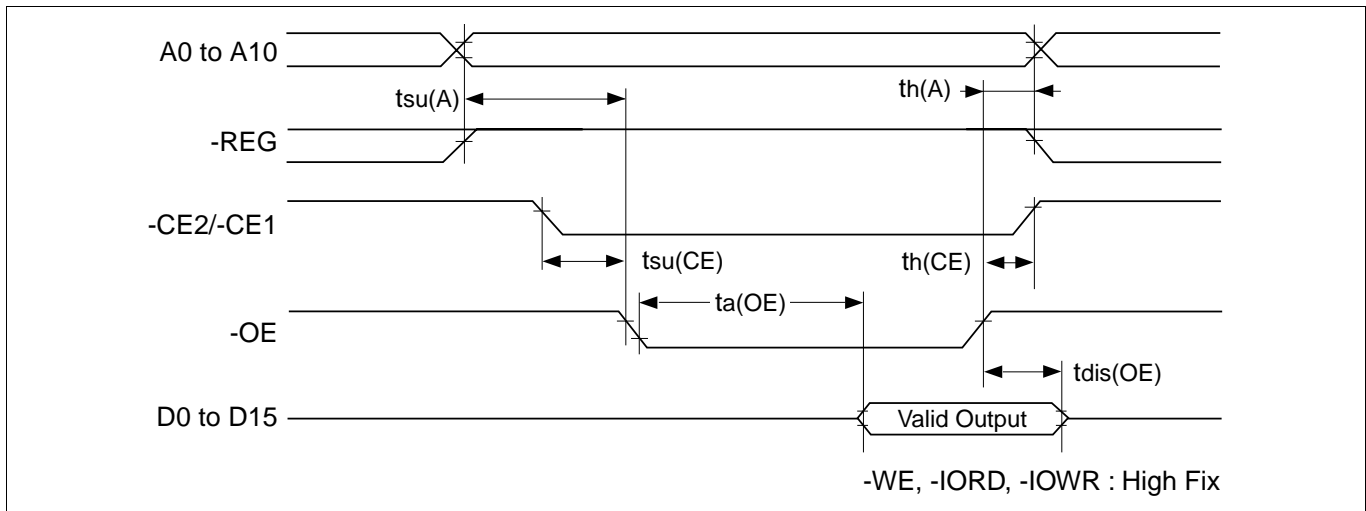 A0 to A10
tsu(A)
th(A)
-REG
-CE2/-CE1
tsu(CE)
th(CE)
ta(OE)
-OE
tdis(OE)
D0 to D15
Valid Output
-WE, -IORD, -IOWR : High Fix